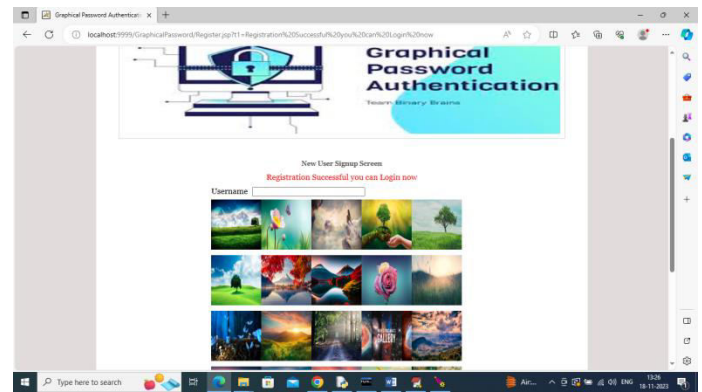 Graphical Password Authenticati
localhost:9999/GraphicalPassword/Register.jsp?t1=Registration%20Successful%20you%20can%20Login%20now
Graphical
Password
Authentication
Team Binary Brains
New User Signup Screen
Registration Successful you can Login now
Username
GALLERY
Type here to search
Air...
ENG
13:26
18-11-2023